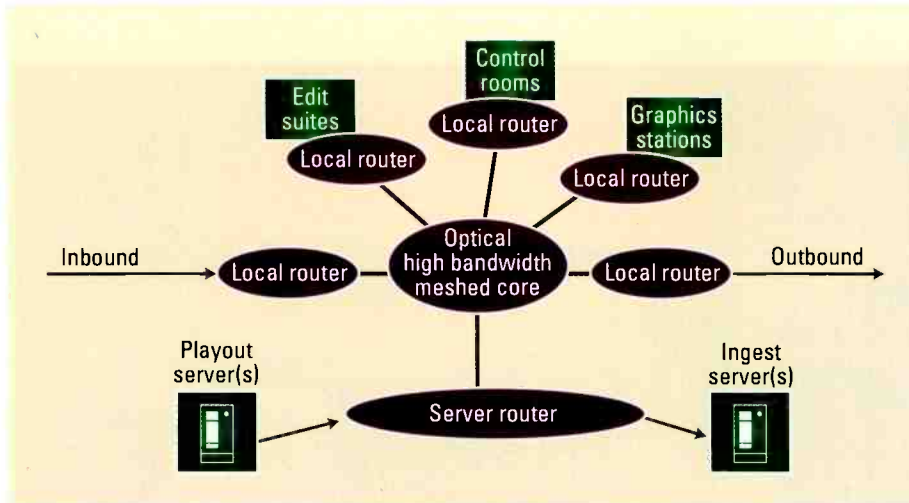 Control
rooms
Edit
suites
Graphics
stations
Local router
Local router
Local router
Optical
high bandwidth
meshed core
Inbound
Local router
Local router
Outbound
Playout
server(s)
Ingest
server(s)
Server router